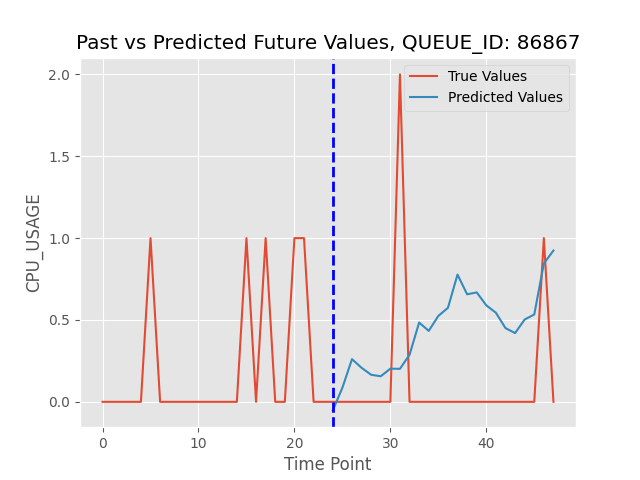 Past vs Predicted Future Values, QUEUE_ID: 86867
True Values
Predicted Values
CPU_USAGE
2.0
1.5
1.0
0.5
0.0
0 10 20 30 40
Time Point